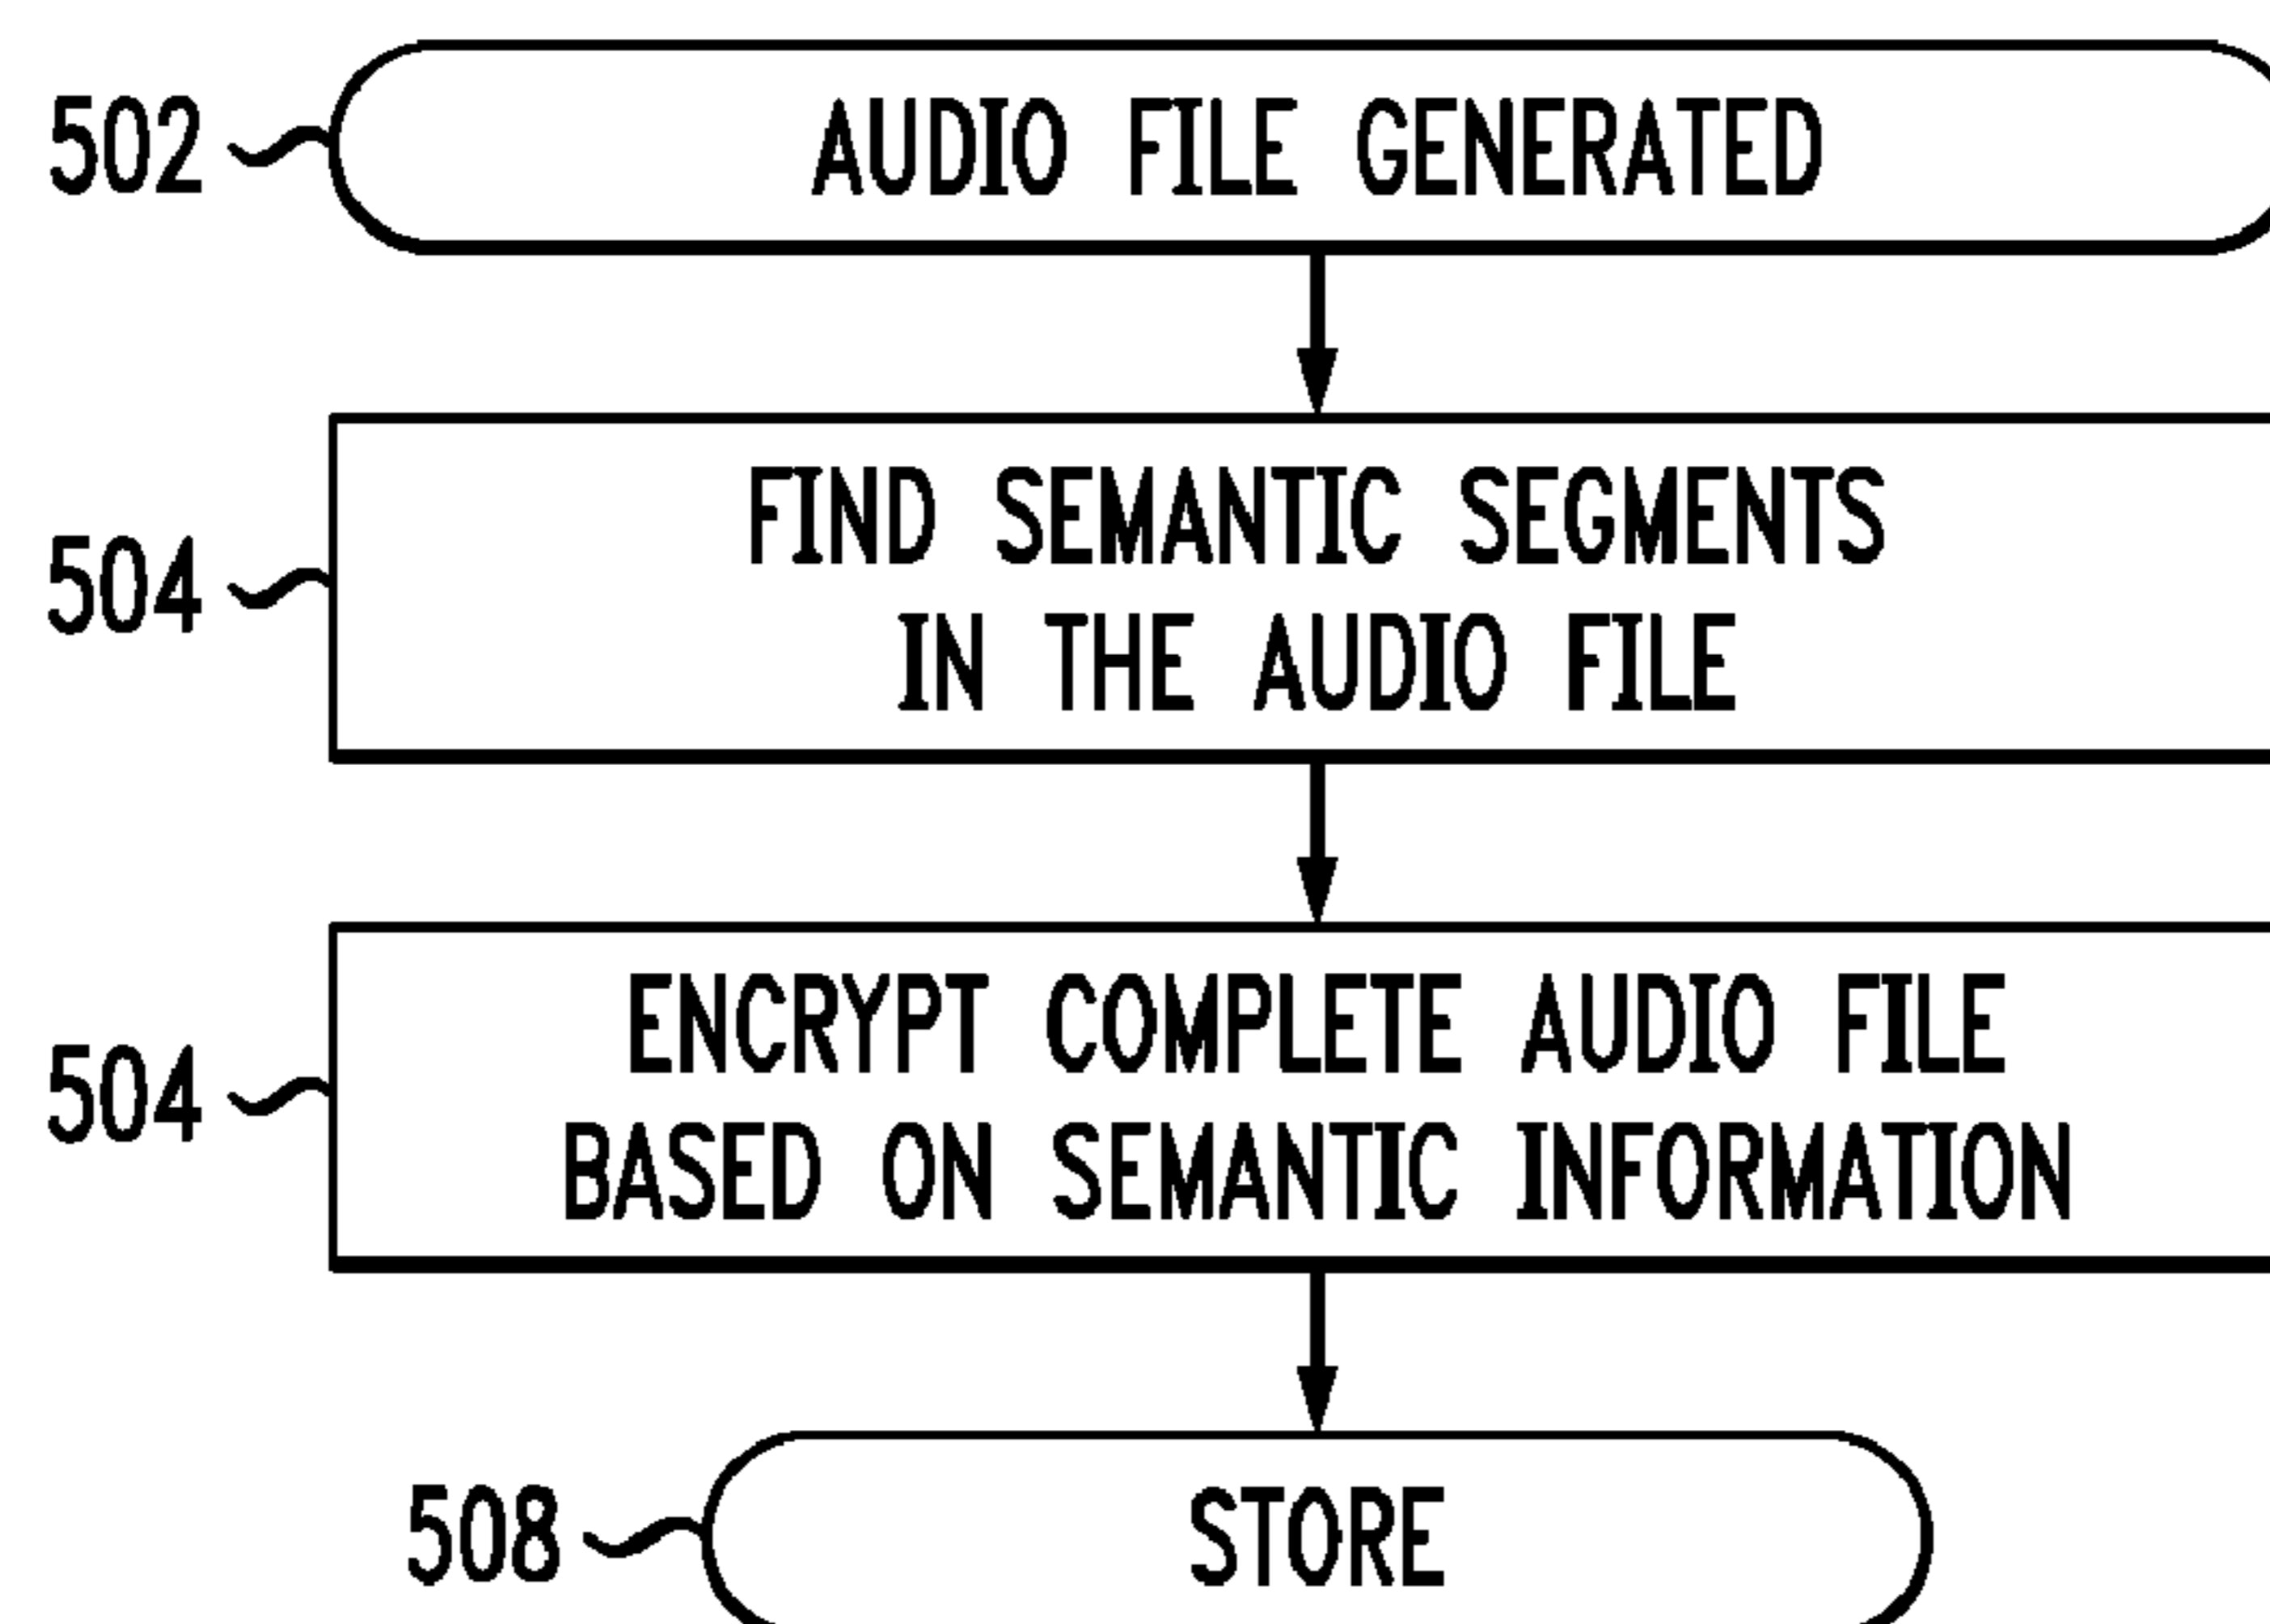 502
AUDIO FILE GENERATED
504
FIND SEMANTIC SEGMENTS
IN THE AUDIO FILE
504
ENCRYPT COMPLETE AUDIO FILE
BASED ON SEMANTIC INFORMATION
508
STORE